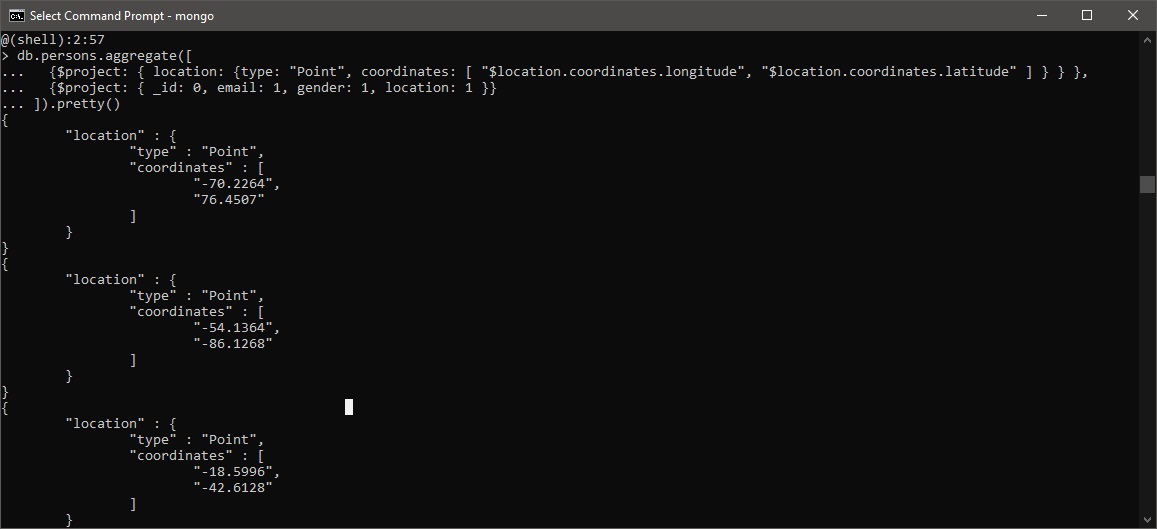 Select Command Prompt - mongo
@(shell):2:57
> db.persons.aggregate([
...   {$project: { location: {type: "Point", coordinates: [ "$location.coordinates.longitude", "$location.coordinates.latitude" ] } } },
...   {$project: { _id: 0, email: 1, gender: 1, location: 1 }}
... ]).pretty()
{
        "location" : {
                "type" : "Point",
                "coordinates" : [
                        "-70.2264",
                        "76.4507"
                ]
        }
}
{
        "location" : {
                "type" : "Point",
                "coordinates" : [
                        "-54.1364",
                        "-86.1268"
                ]
        }
}
{
        "location" : {
                "type" : "Point",
                "coordinates" : [
                        "-18.5996",
                        "-42.6128"
                ]
        }